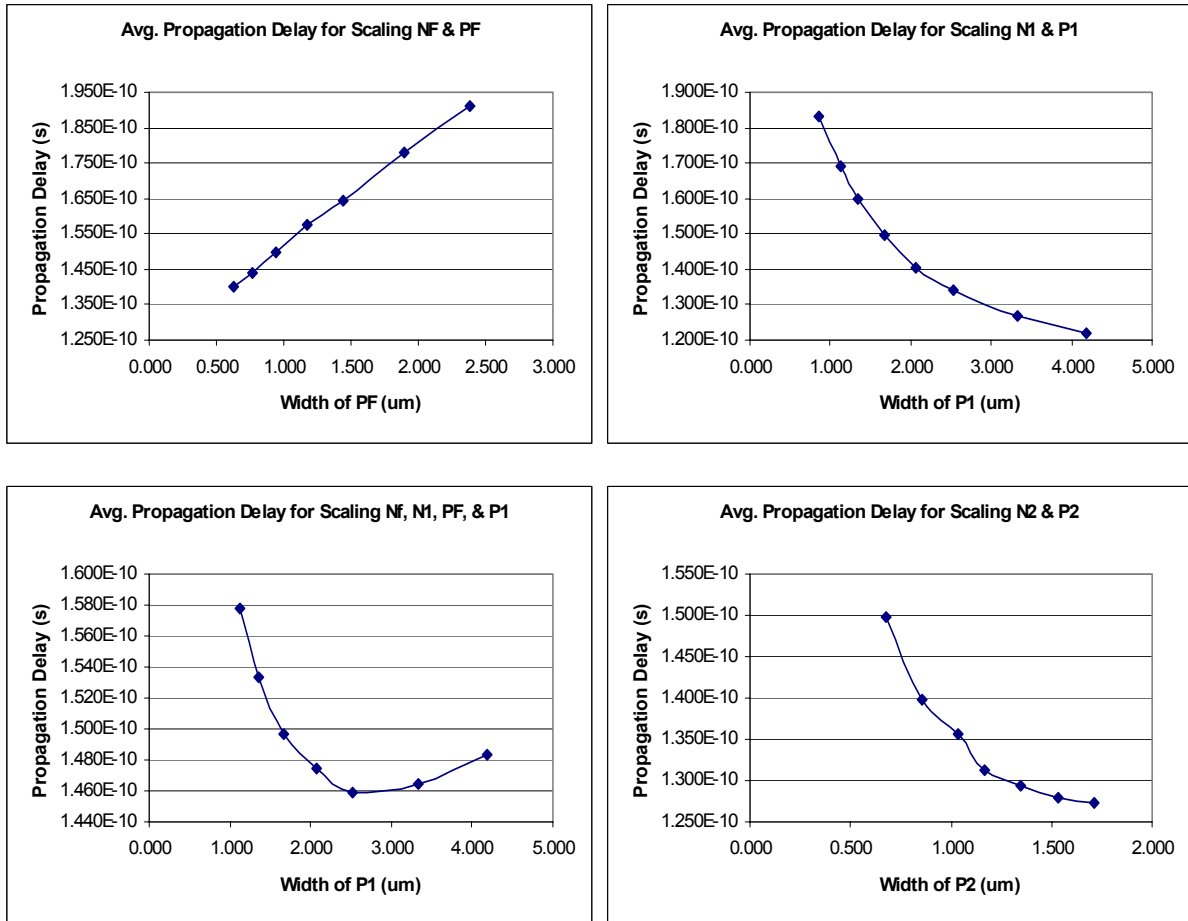 Avg. Propagation Delay for Scaling NF & PF
Propagation Delay (s)
1.950E-10
1.850E-10
1.750E-10
1.650E-10
1.550E-10
1.450E-10
1.350E-10
1.250E-10
0.000 0.500 1.000 1.500 2.000 2.500 3.000
Width of PF (um)
Avg. Propagation Delay for Scaling N1 & P1
Propagation Delay (s)
1.900E-10
1.800E-10
1.700E-10
1.600E-10
1.500E-10
1.400E-10
1.300E-10
1.200E-10
0.000 1.000 2.000 3.000 4.000 5.000
Width of P1 (um)
Avg. Propagation Delay for Scaling Nf, N1, PF, & P1
Propagation Delay (s)
1.600E-10
1.580E-10
1.560E-10
1.540E-10
1.520E-10
1.500E-10
1.480E-10
1.460E-10
1.440E-10
0.000 1.000 2.000 3.000 4.000 5.000
Width of P1 (um)
Avg. Propagation Delay for Scaling N2 & P2
Propagation Delay (s)
1.550E-10
1.500E-10
1.450E-10
1.400E-10
1.350E-10
1.300E-10
1.250E-10
0.000 0.500 1.000 1.500 2.000
Width of P2 (um)